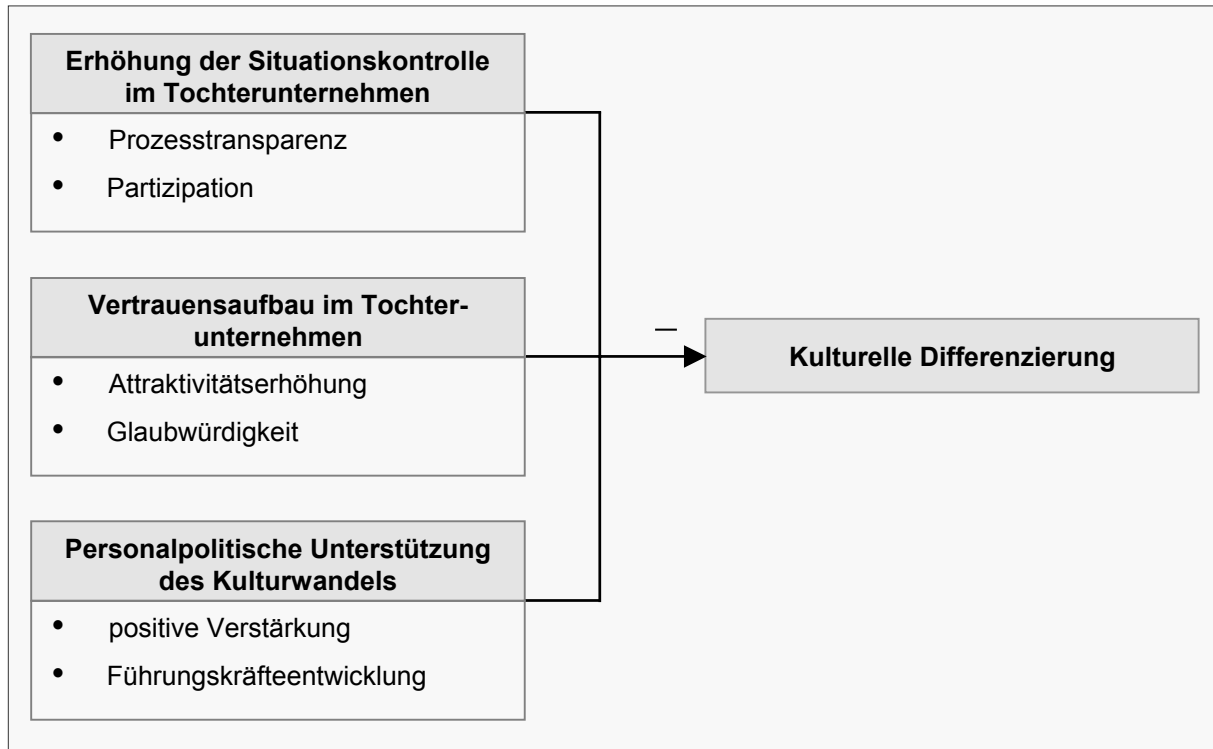 Erhöhung der Situationskontrolle
im Tochterunternehmen
• Prozesstransparenz
• Partizipation
Vertrauensaufbau im Tochter-
unternehmen
• Attraktivitätserhöhung
• Glaubwürdigkeit
Personalpolitische Unterstützung
des Kulturwandels
• positive Verstärkung
• Führungskräfteentwicklung
–
Kulturelle Differenzierung